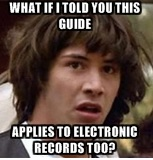 WHAT IF I TOLD YOU THIS
GUIDE
APPLIES TO ELECTRONIC
RECORDS TOO?